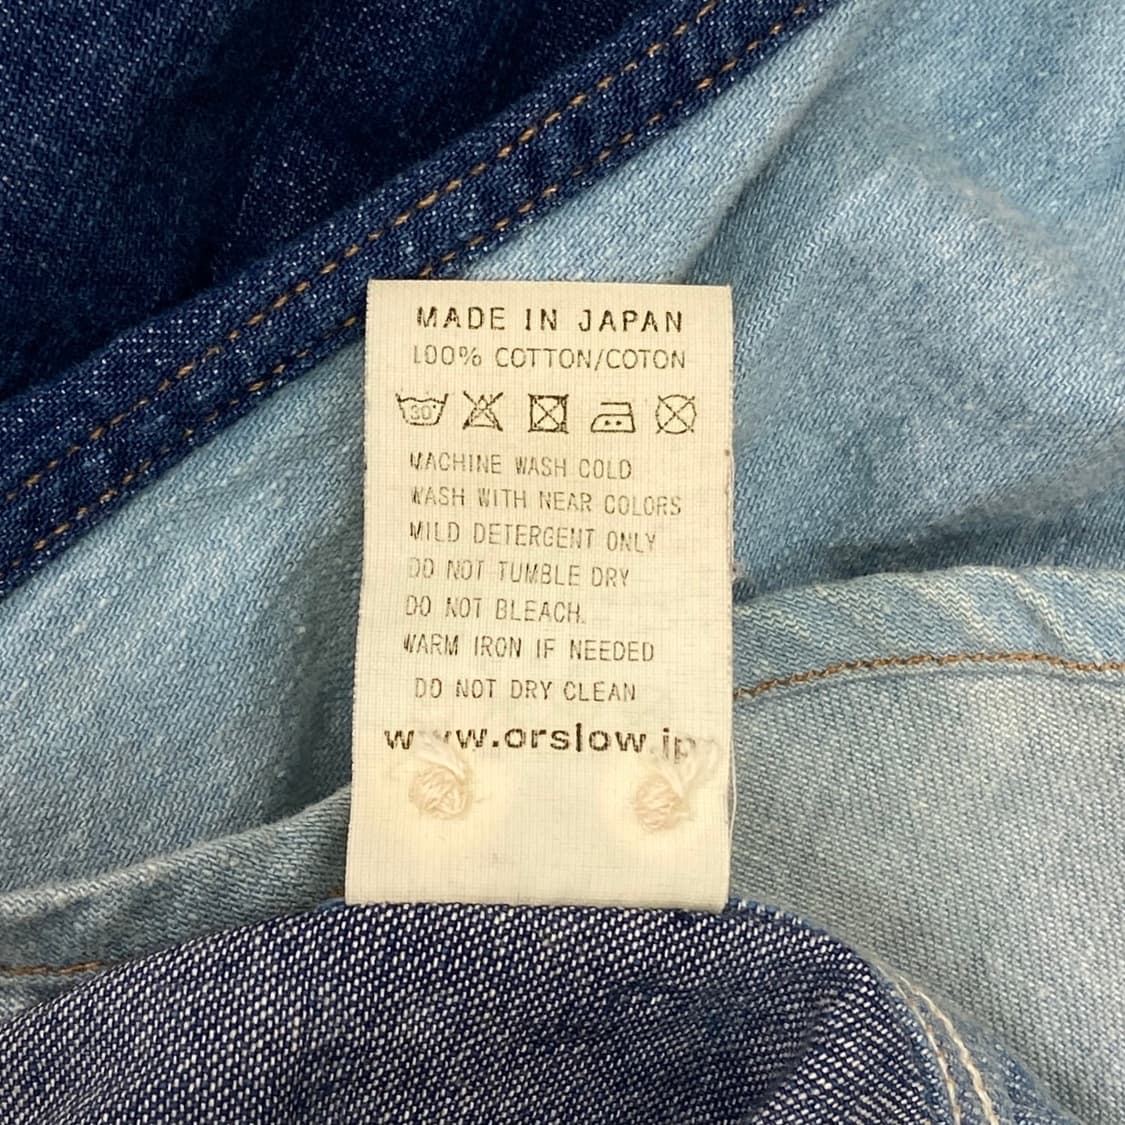 MADE IN JAPAN
100% COTTON/COTON
30°
MACHINE WASH COLD
WASH WITH NEAR COLORS
MILD DETERGENT ONLY
DO NOT TUMBLE DRY
DO NOT BLEACH.
WARM IRON IF NEEDED
DO NOT DRY CLEAN
www.orslow.jp